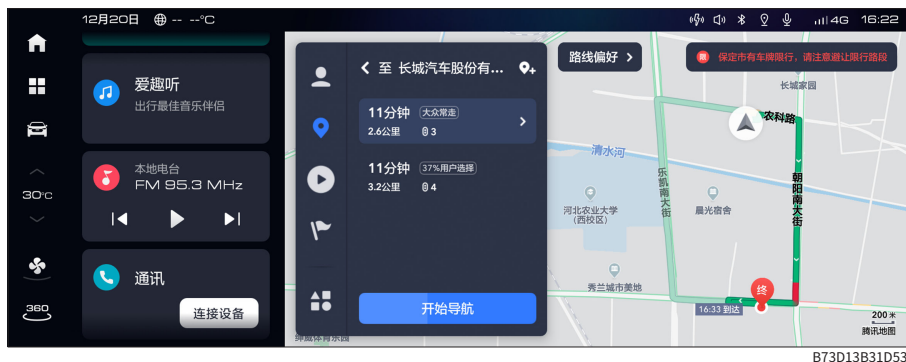 12月20日 -- --°C
4G 16:22
爱趣听
出行最佳音乐伴侣
本地电台
FM 95.3 MHz
30°C
通讯
连接设备
360
至 长城汽车股份有...
11分钟 大众常走
2.6公里 3
11分钟 37%用户选择
3.2公里 4
开始导航
路线偏好
限 保定市有车牌限行，请注意避让限行路段
长城家园
农科路
清水河
乐凯南大街
朝阳南大街
河北农业大学
(西校区)
晨光宿舍
秀兰城市美地
终
16:33 到达
200米
腾讯地图
B73D13B31D53